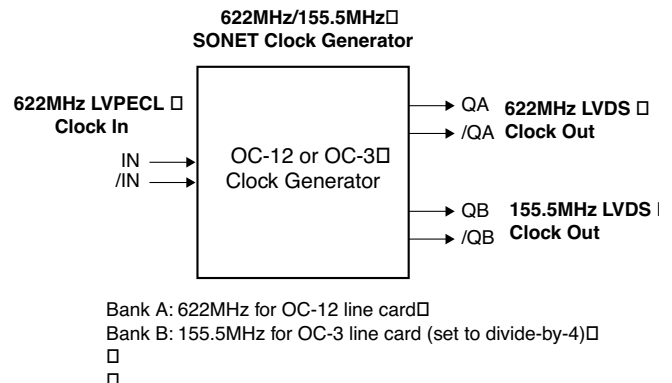 622MHz/155.5MHz
SONET Clock Generator
622MHz LVPECL
Clock In
IN
/IN
OC-12 or OC-3
Clock Generator
QA
/QA
622MHz LVDS
Clock Out
QB
/QB
155.5MHz LVDS
Clock Out
Bank A: 622MHz for OC-12 line card
Bank B: 155.5MHz for OC-3 line card (set to divide-by-4)